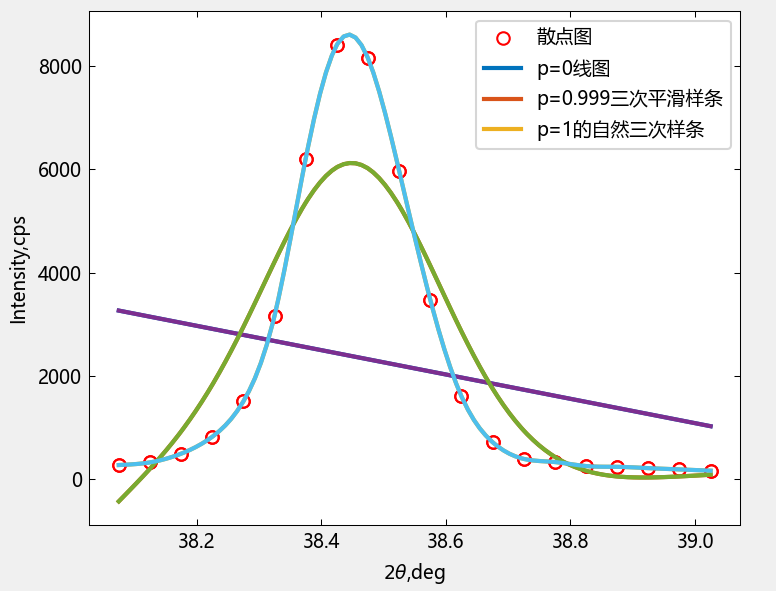 散点图
p=0线图
p=0.999三次平滑样条
p=1的自然三次样条
8000
6000
4000
2000
0
Intensity,cps
38.2
38.4
38.6
38.8
39.0
2θ,deg